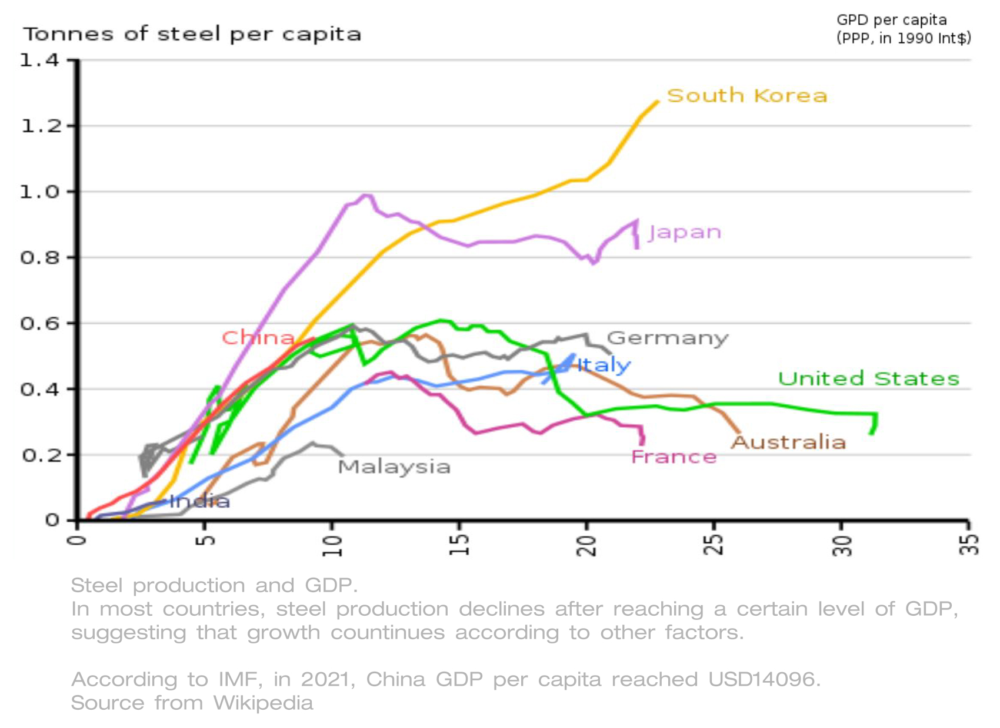 Tonnes of steel per capita
GPD per capita
(PPP, in 1990 Int$)
1.4
South Korea
1.2
1.0
Japan
0.8
0.6
China
Germany
Italy
United States
0.4
Australia
France
0.2
Malaysia
India
0
0 5 10 15 20 25 30 35
Steel production and GDP.
In most countries, steel production declines after reaching a certain level of GDP,
suggesting that growth countinues according to other factors.
According to IMF, in 2021, China GDP per capita reached USD14096.
Source from Wikipedia